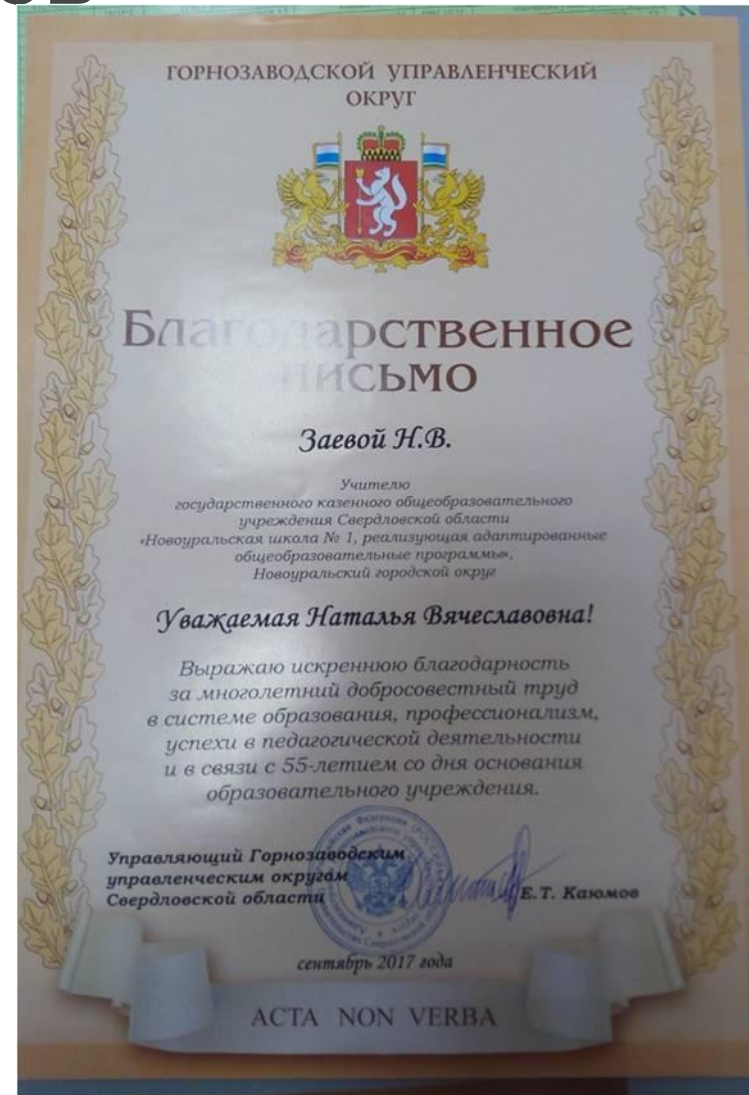 ГОРНОЗАВОДСКОЙ УПРАВЛЕНЧЕСКИЙ
ОКРУГ
Благодарственное
письмо
Заевой Н.В.
Учителю
государственного казенного общеобразовательного
учреждения Свердловской области
«Новоуральская школа № 1, реализующая адаптированные
общеобразовательные программы»,
Новоуральский городской округ
Уважаемая Наталья Вячеславовна!
Выражаю искреннюю благодарность
за многолетний добросовестный труд
в системе образования, профессионализм,
успехи в педагогической деятельности
и в связи с 55-летием со дня основания
образовательного учреждения.
Управляющий Горнозаводским
управленческим округом
Свердловской области
Е.Т. Каюмов
сентябрь 2017 года
ACTA NON VERBA